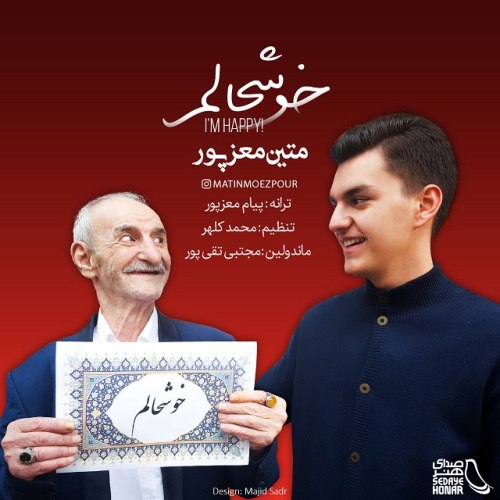 خوشحالم
I'M HAPPY!
متین معزپور
MATINMOEZPOUR
ترانه : پیام معزپور
تنظیم : محمد کلهر
ماندولین : مجتبی تقی پور
خوشحالم
صدای
هنر
SEDAYE
HONAR
Design: Majid Sadr